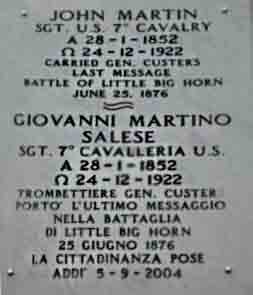 JOHN MARTIN
SGT. U.S. 7° CAVALRY
A 28-1-1852
Ω 24-12-1922
CARRIED GEN. CUSTERS
LAST MESSAGE
BATTLE OF LITTLE BIG HORN
JUNE 25, 1876
GIOVANNI MARTINO
SALESE
SGT. 7° CAVALLERIA U.S.
A 28-1-1852
Ω 24-12-1922
TROMBETTIERE GEN. CUSTER
PORTO' L'ULTIMO MESSAGGIO
NELLA BATTAGLIA
DI LITTLE BIG HORN
25 GIUGNO 1876
LA CITTADINANZA POSE
ADDI' 5-9-2004